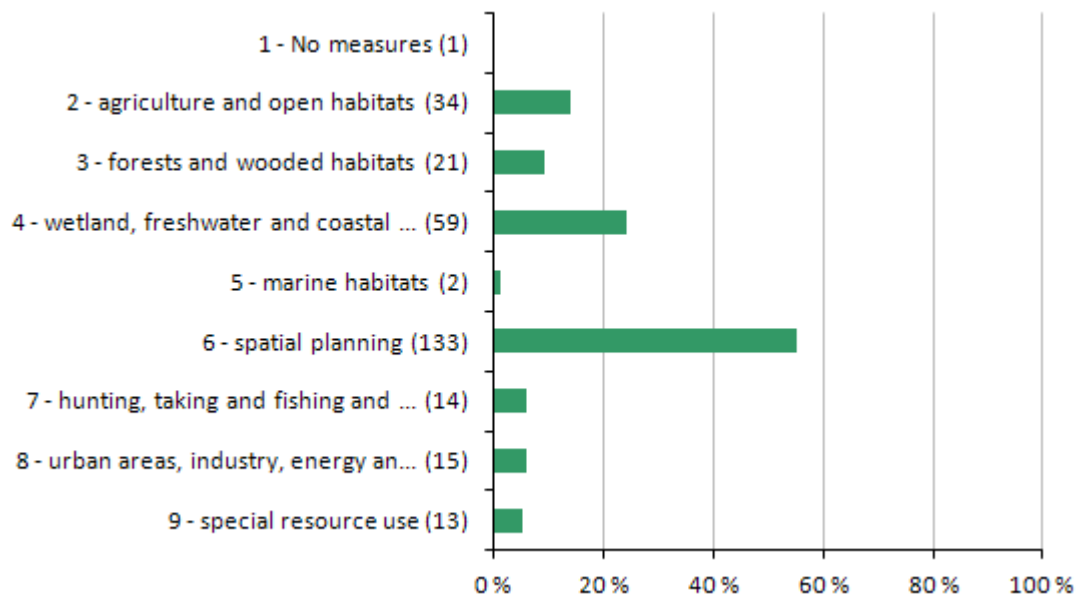 1 - No measures (1)
2 - agriculture and open habitats (34)
3 - forests and wooded habitats (21)
4 - wetland, freshwater and coastal ... (59)
5 - marine habitats (2)
6 - spatial planning (133)
7 - hunting, taking and fishing and ... (14)
8 - urban areas, industry, energy an... (15)
9 - special resource use (13)
0 % 20 % 40 % 60 % 80 % 100 %